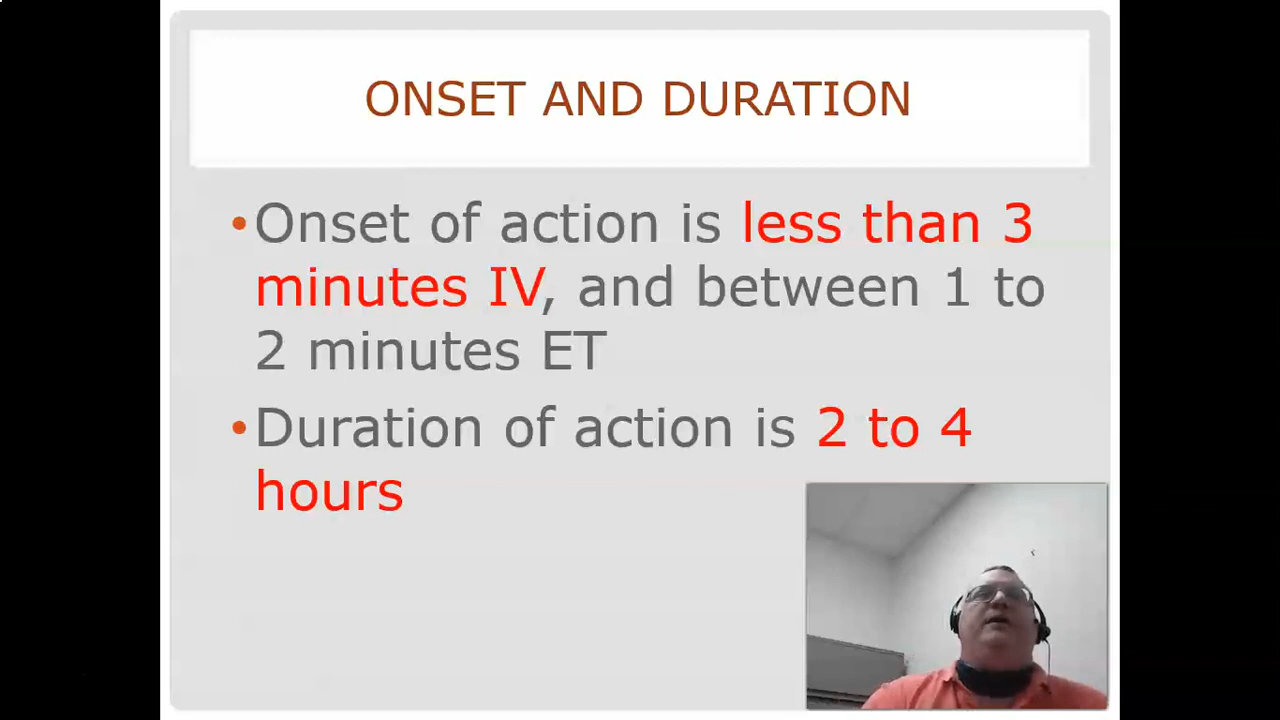 ONSET AND DURATION
•Onset of action is less than 3
minutes IV, and between 1 to
2 minutes ET
•Duration of action is 2 to 4
hours